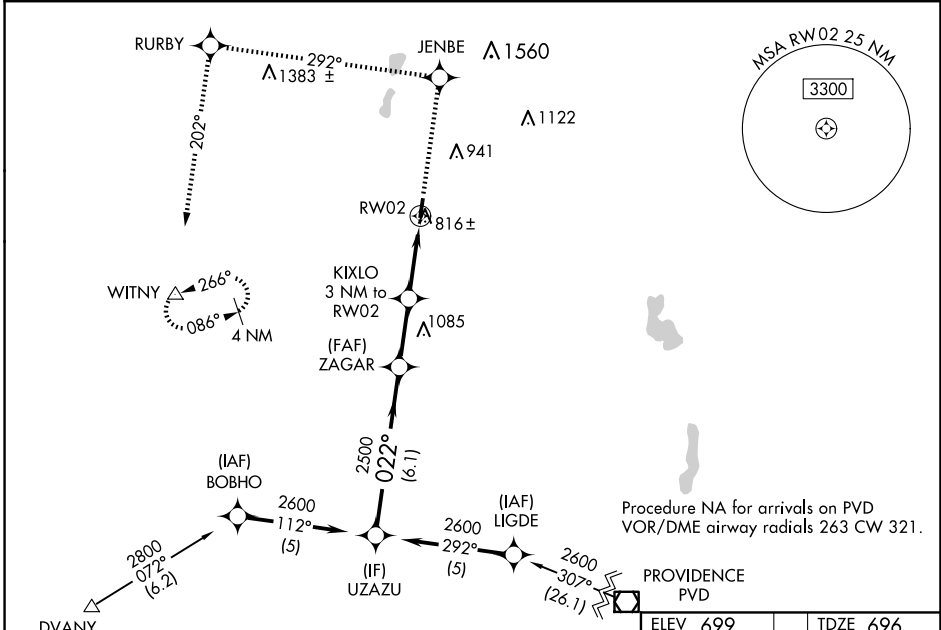 RURBY
292°
1383 ±
JENBE
1560
MSA RW02 25 NM
3300
1122
941
202°
RW02
816±
WITNY
266°
086°
4 NM
KIXLO
3 NM to
RW02
1085
(FAF)
ZAGAR
2500
022°
(6.1)
(IAF)
BOBHO
2600
112°
(5)
(IF)
UZAZU
(IAF)
LIGDE
2600
292°
(5)
Procedure NA for arrivals on PVD
VOR/DME airway radials 263 CW 321.
2600
307°
(26.1)
PROVIDENCE
PVD
2800
072°
(6.2)
DVANY
ELEV 699
TDZE 696